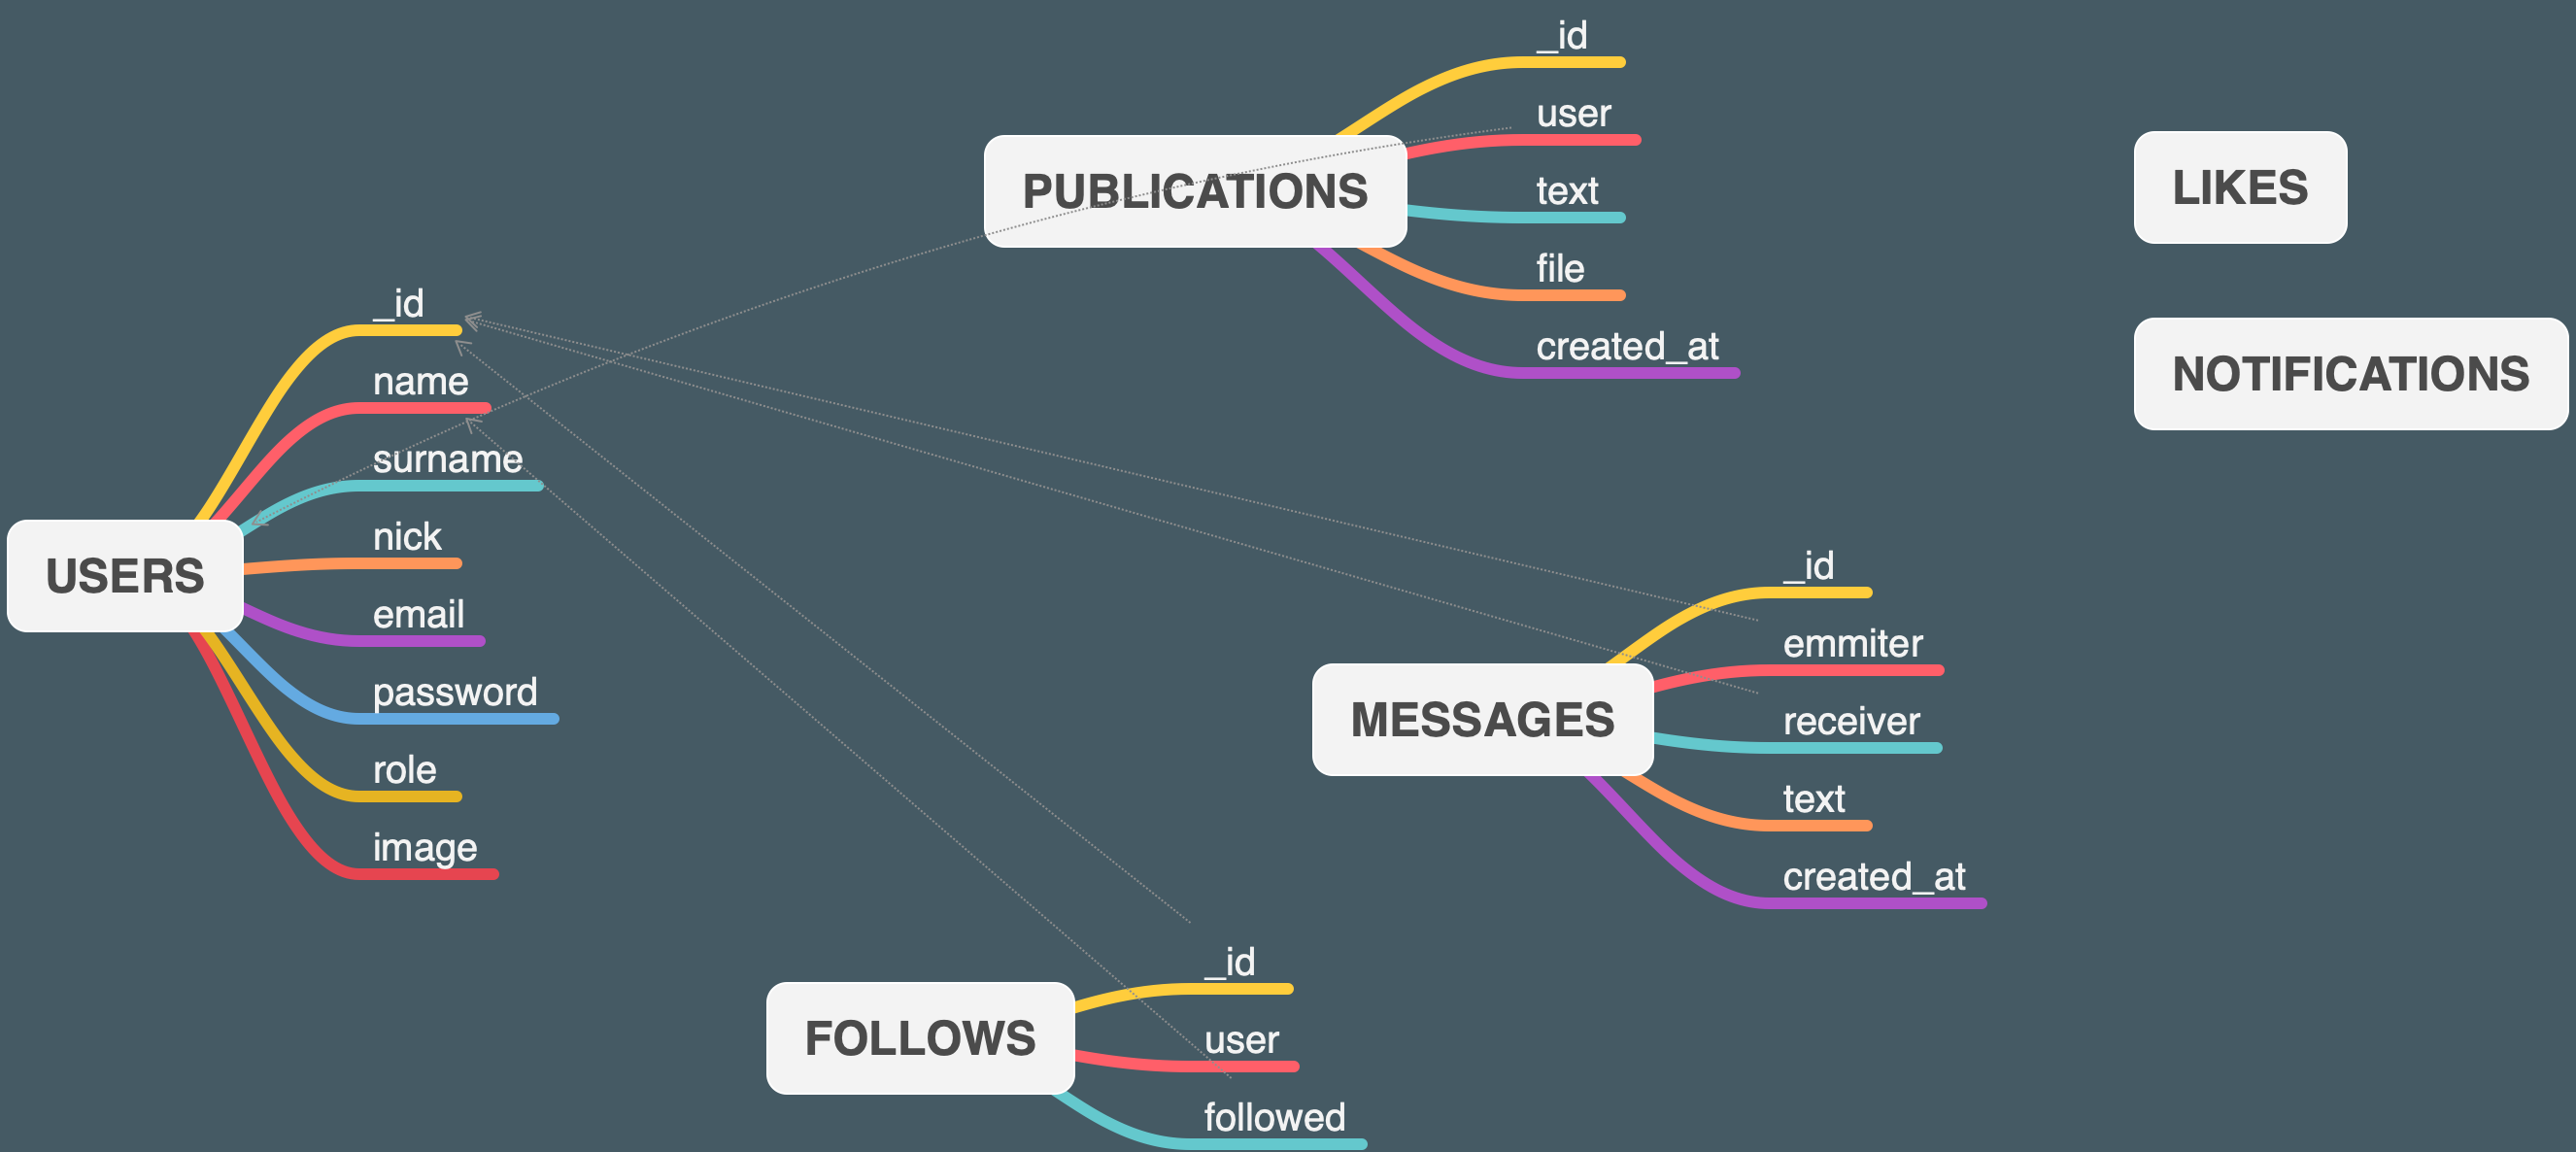 USERS
_id
name
surname
nick
email
password
role
image
PUBLICATIONS
_id
user
text
file
created_at
LIKES
NOTIFICATIONS
MESSAGES
_id
emmiter
receiver
text
created_at
FOLLOWS
_id
user
followed